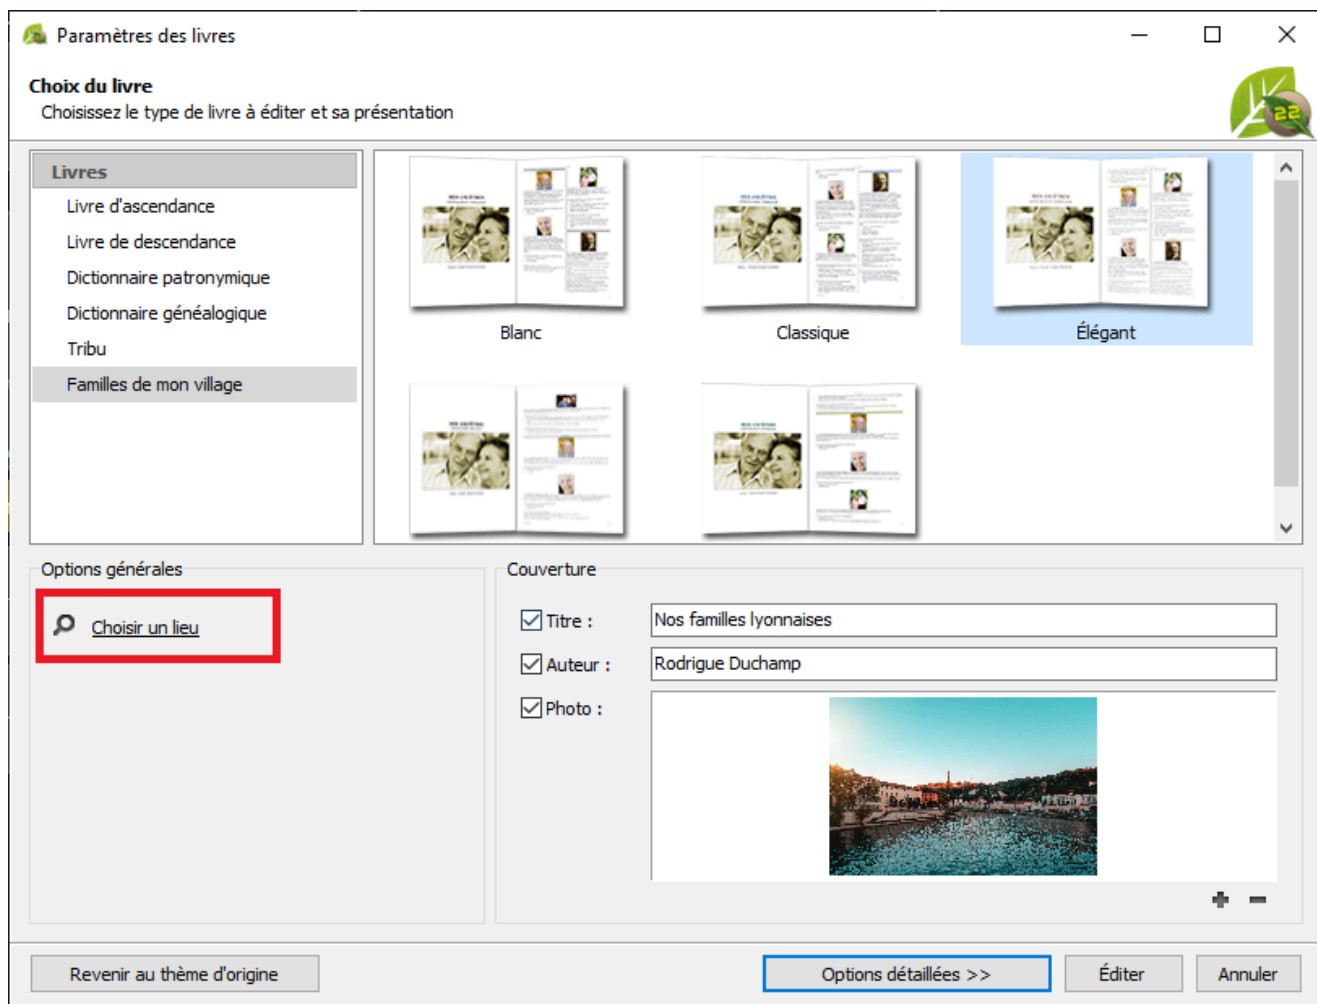 Paramètres des livres
Choix du livre
Choisissez le type de livre à éditer et sa présentation
22
Livres
Livre d'ascendance
Livre de descendance
Dictionnaire patronymique
Dictionnaire généalogique
Tribu
Familles de mon village
Blanc
Classique
Élégant
Options générales
Choisir un lieu
Couverture
Titre :
Nos familles lyonnaises
Auteur :
Rodrigue Duchamp
Photo :
Revenir au thème d'origine
Options détaillées >>
Éditer
Annuler